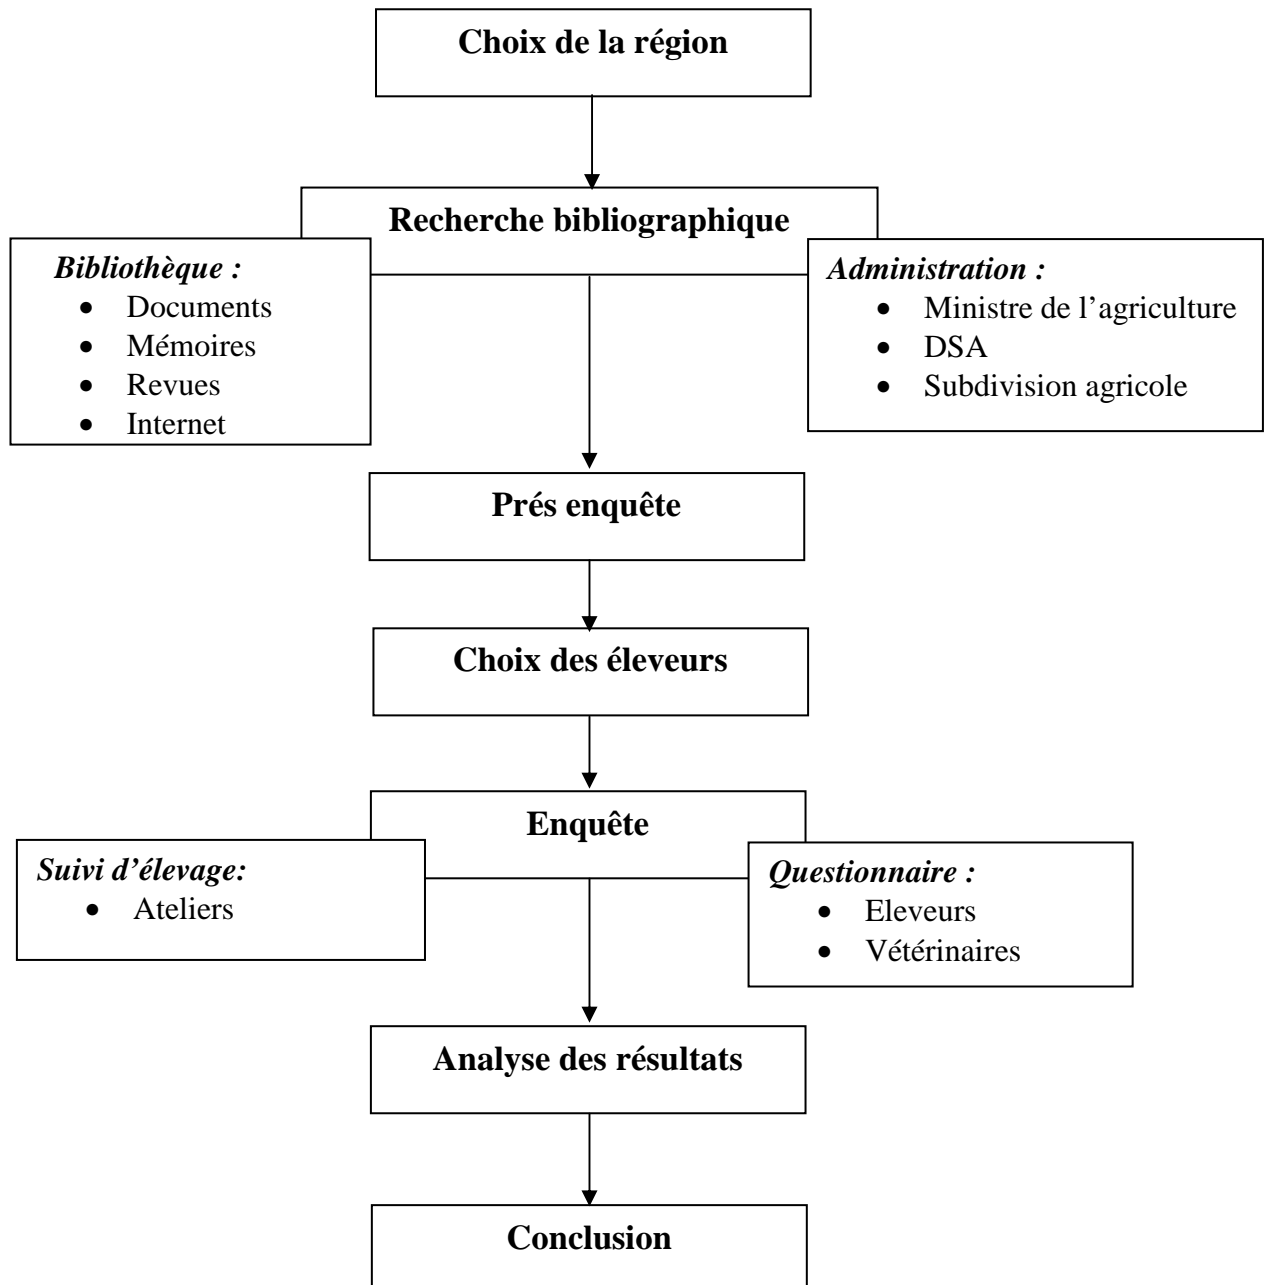 Choix de la région
Recherche bibliographique
Bibliothèque :
• Documents
• Mémoires
• Revues
• Internet
Administration :
• Ministre de l’agriculture
• DSA
• Subdivision agricole
Prés enquête
Choix des éleveurs
Enquête
Suivi d’élevage:
• Ateliers
Questionnaire :
• Eleveurs
• Vétérinaires
Analyse des résultats
Conclusion